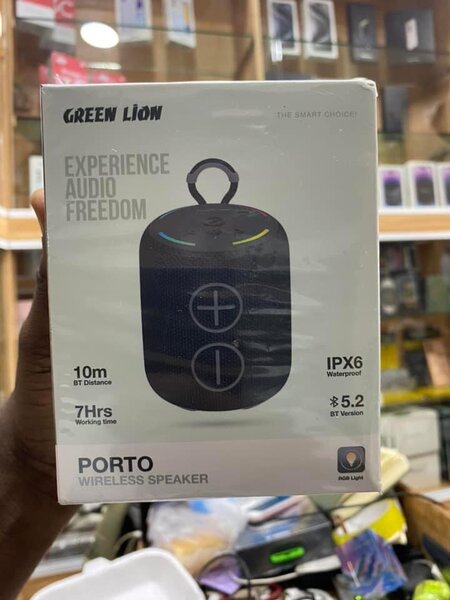 GREEN LiON
THE SMART CHOICE!
EXPERIENCE
AUDIO
FREEDOM
10m
BT Distance
IPX6
Waterproof
7Hrs
Working time
5.2
BT Version
PORTO
WIRELESS SPEAKER
RGB Light